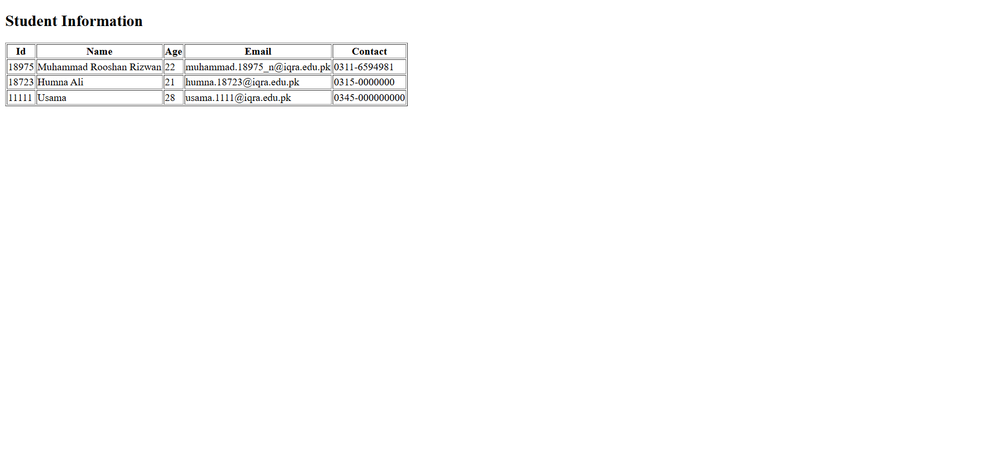 Student Information
Id Name Age Email Contact
18975 Muhammad Rooshan Rizwan 22 muhammad.18975_n@iqra.edu.pk 0311-6594981
18723 Humna Ali 21 humna.18723@iqra.edu.pk 0315-0000000
11111 Usama 28 usama.1111@iqra.edu.pk 0345-000000000